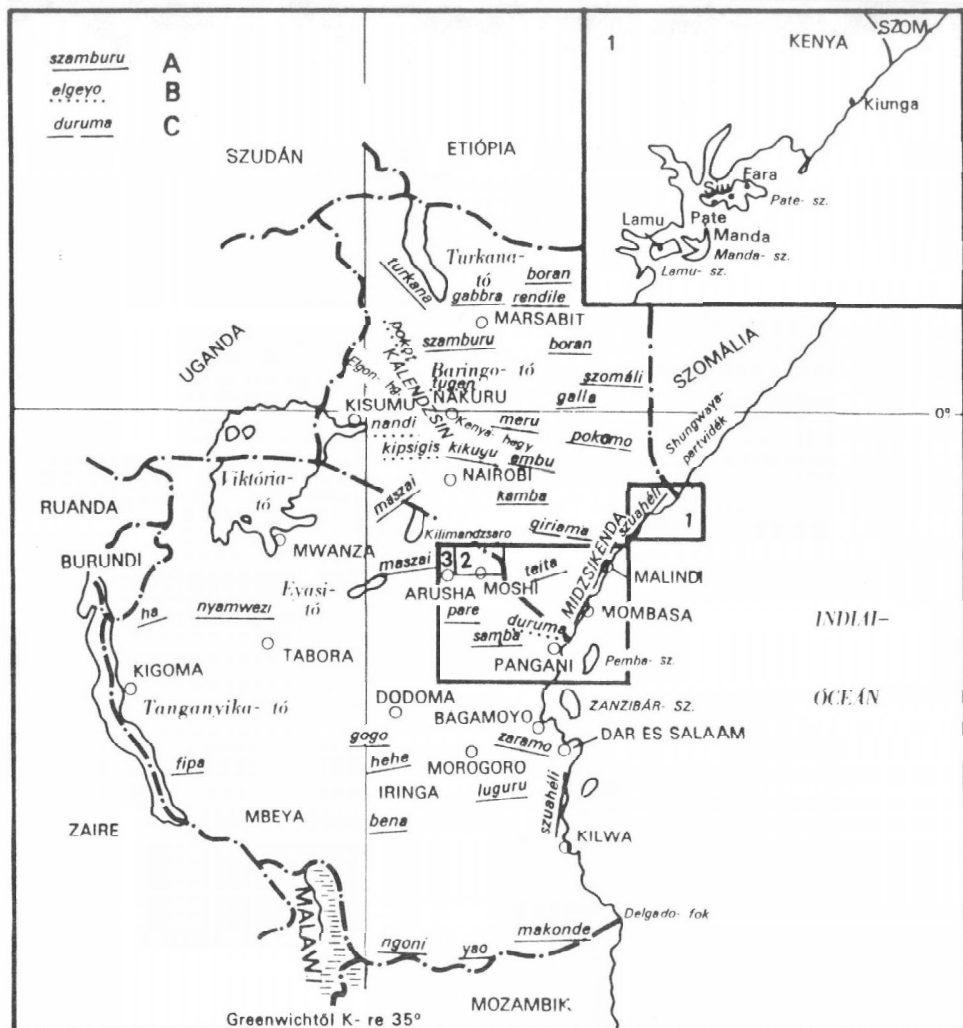 szamburu A
elgeyo B
duruma C
1
KENYA
SZOM.
Kiunga
Siu
Fara
Pate- sz.
Lamu
Pate
Manda
Manda- sz.
Lamu- sz.
SZUDÁN
ETIÓPIA
Turkana-
tó
turkana
boran
gabbra rendile
MARSABIT
pokot
szamburu
boran
UGANDA
KALENDZSIN
Elgon- h.
Baringo- tó
tugen
szomáli
SZOMÁLIA
galla
NAKURU
KISUMU
0°
nandi
Kenya- hegy
meru
pokomo
Shungwaya-
partvidék
kipsigis kikuyu embu
NAIROBI
Viktória-
tó
maszai
kamba
szuahéli
1
RUANDA
giriama
MWANZA
Kilimandzsaro
BURUNDI
maszai
3 2
taita
MIDZSIKENDA
MALINDI
ARUSHA
MOSHI
Eyasi-
tó
ha
nyamwezi
pare
duruma
MOMBASA
INDIAI-
samba
TABORA
PANGANI
Pemba- sz.
KIGOMA
Tanganyika- tó
DODOMA
BAGAMOYO
ZANZIBÁR- SZ.
ÓCEÁN
gogo
zaramo
DAR ES SALAAM
hehe
MOROGORO
fipa
IRINGA
luguru
szuahéli
MBEYA
bena
ZAIRE
KILWA
MALAWI
Delgado- fok
makonde
ngoni
yao
MOZAMBIK
Greenwichtől K- re 35°